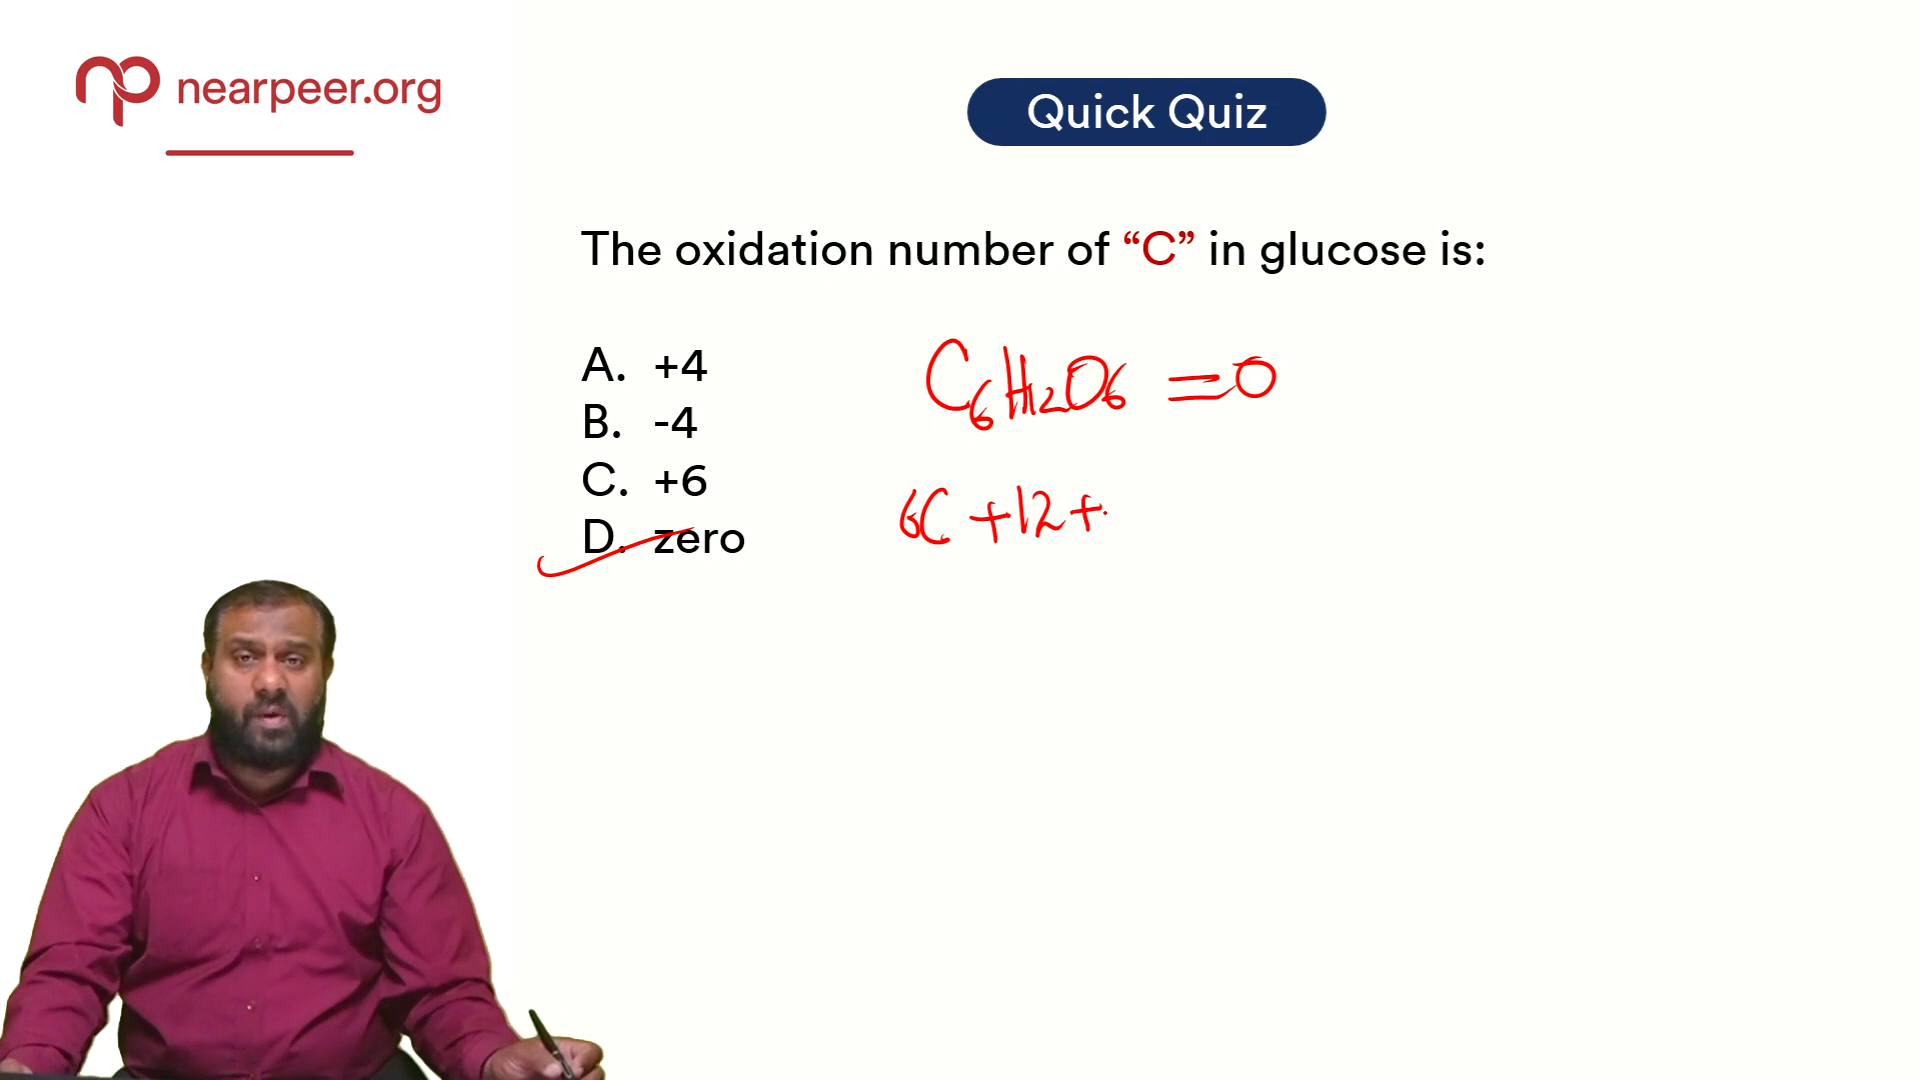 nearpeer.org
Quick Quiz
The oxidation number of “C” in glucose is:
A. +4
B. -4
C. +6
D. zero
C6H12O6 = 0
6C +12+